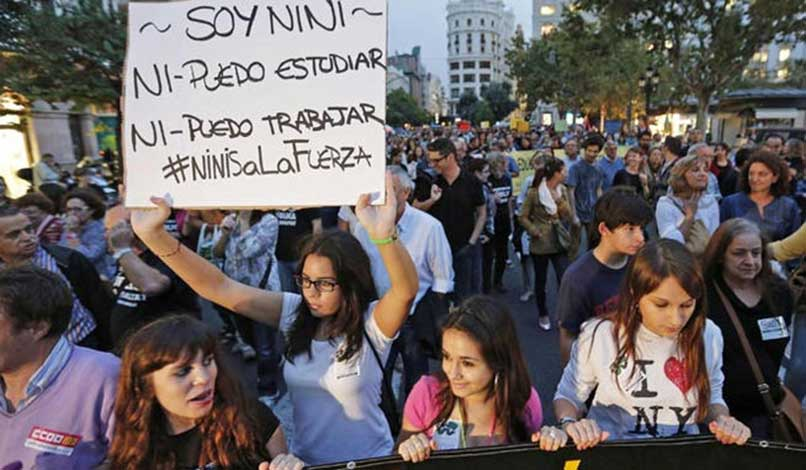 ~ SOY NINI ~
NI-PUEDO ESTUDIAR
NI-PUEDO TRABAJAR
#NINISaLaFUERZA
I ♥
NY
CCOO